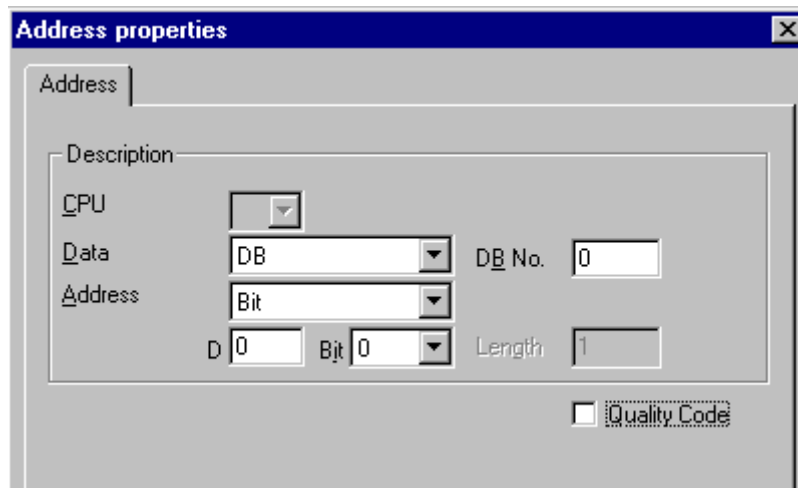 Address properties
Address
Description
CPU
Data DB DB No. 0
Address Bit
D 0 Bit 0 Length 1
Quality Code